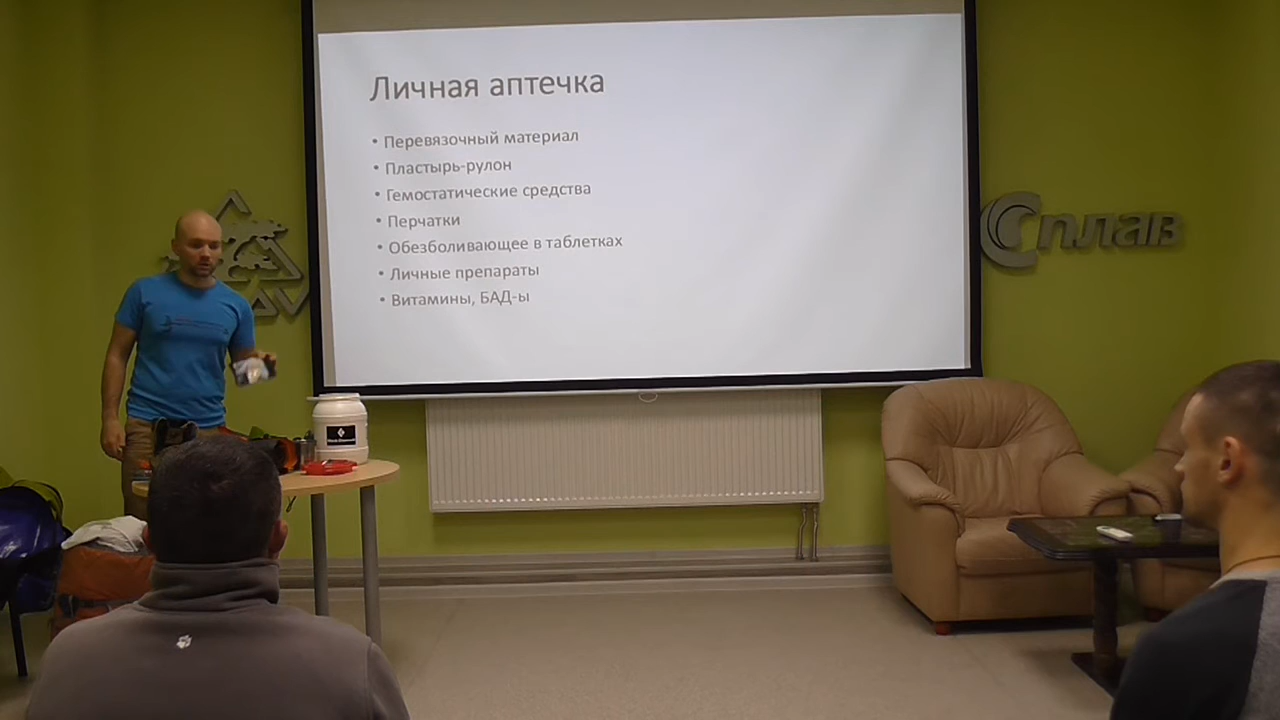 Личная аптечка
• Перевязочный материал
• Пластырь-рулон
• Гемостатические средства
• Перчатки
• Обезболивающее в таблетках
• Личные препараты
• Витамины, БАД-ы
Сплав